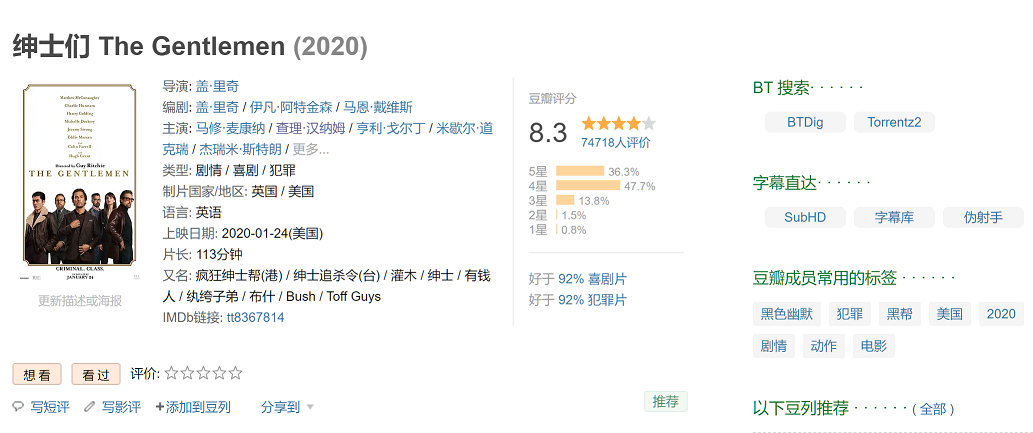 绅士们 The Gentlemen (2020)
Matthew McConaughey
Charlie Hunnam
Henry Golding
Michelle Dockery
Jeremy Strong
Eddie Marsan
Colin Farrell
Hugh Grant
Directed by Guy Ritchie
THE GENTLEMEN
CRIMINAL. CLASS.
JANUARY 24
更新描述或海报
导演: 盖·里奇
编剧: 盖·里奇 / 伊凡·阿特金森 / 马恩·戴维斯
主演: 马修·麦康纳 / 查理·汉纳姆 / 亨利·戈尔丁 / 米歇尔·道
克瑞 / 杰瑞米·斯特朗 / 更多...
类型: 剧情 / 喜剧 / 犯罪
制片国家/地区: 英国 / 美国
语言: 英语
上映日期: 2020-01-24(美国)
片长: 113分钟
又名: 疯狂绅士帮(港) / 绅士追杀令(台) / 灌木 / 绅士 / 有钱
人 / 纨绔子弟 / 布什 / Bush / Toff Guys
IMDb链接: tt8367814
豆瓣评分
8.3
74718人评价
5星 36.3%
4星 47.7%
3星 13.8%
2星 1.5%
1星 0.8%
好于 92% 喜剧片
好于 92% 犯罪片
想看 看过 评价:
写短评 写影评 +添加到豆列 分享到
推荐
BT 搜索· · · · · ·
BTDig Torrentz2
字幕直达· · · · · ·
SubHD 字幕库 伪射手
豆瓣成员常用的标签 · · · · · ·
黑色幽默 犯罪 黑帮 美国 2020
剧情 动作 电影
以下豆列推荐 · · · · · · ( 全部 )